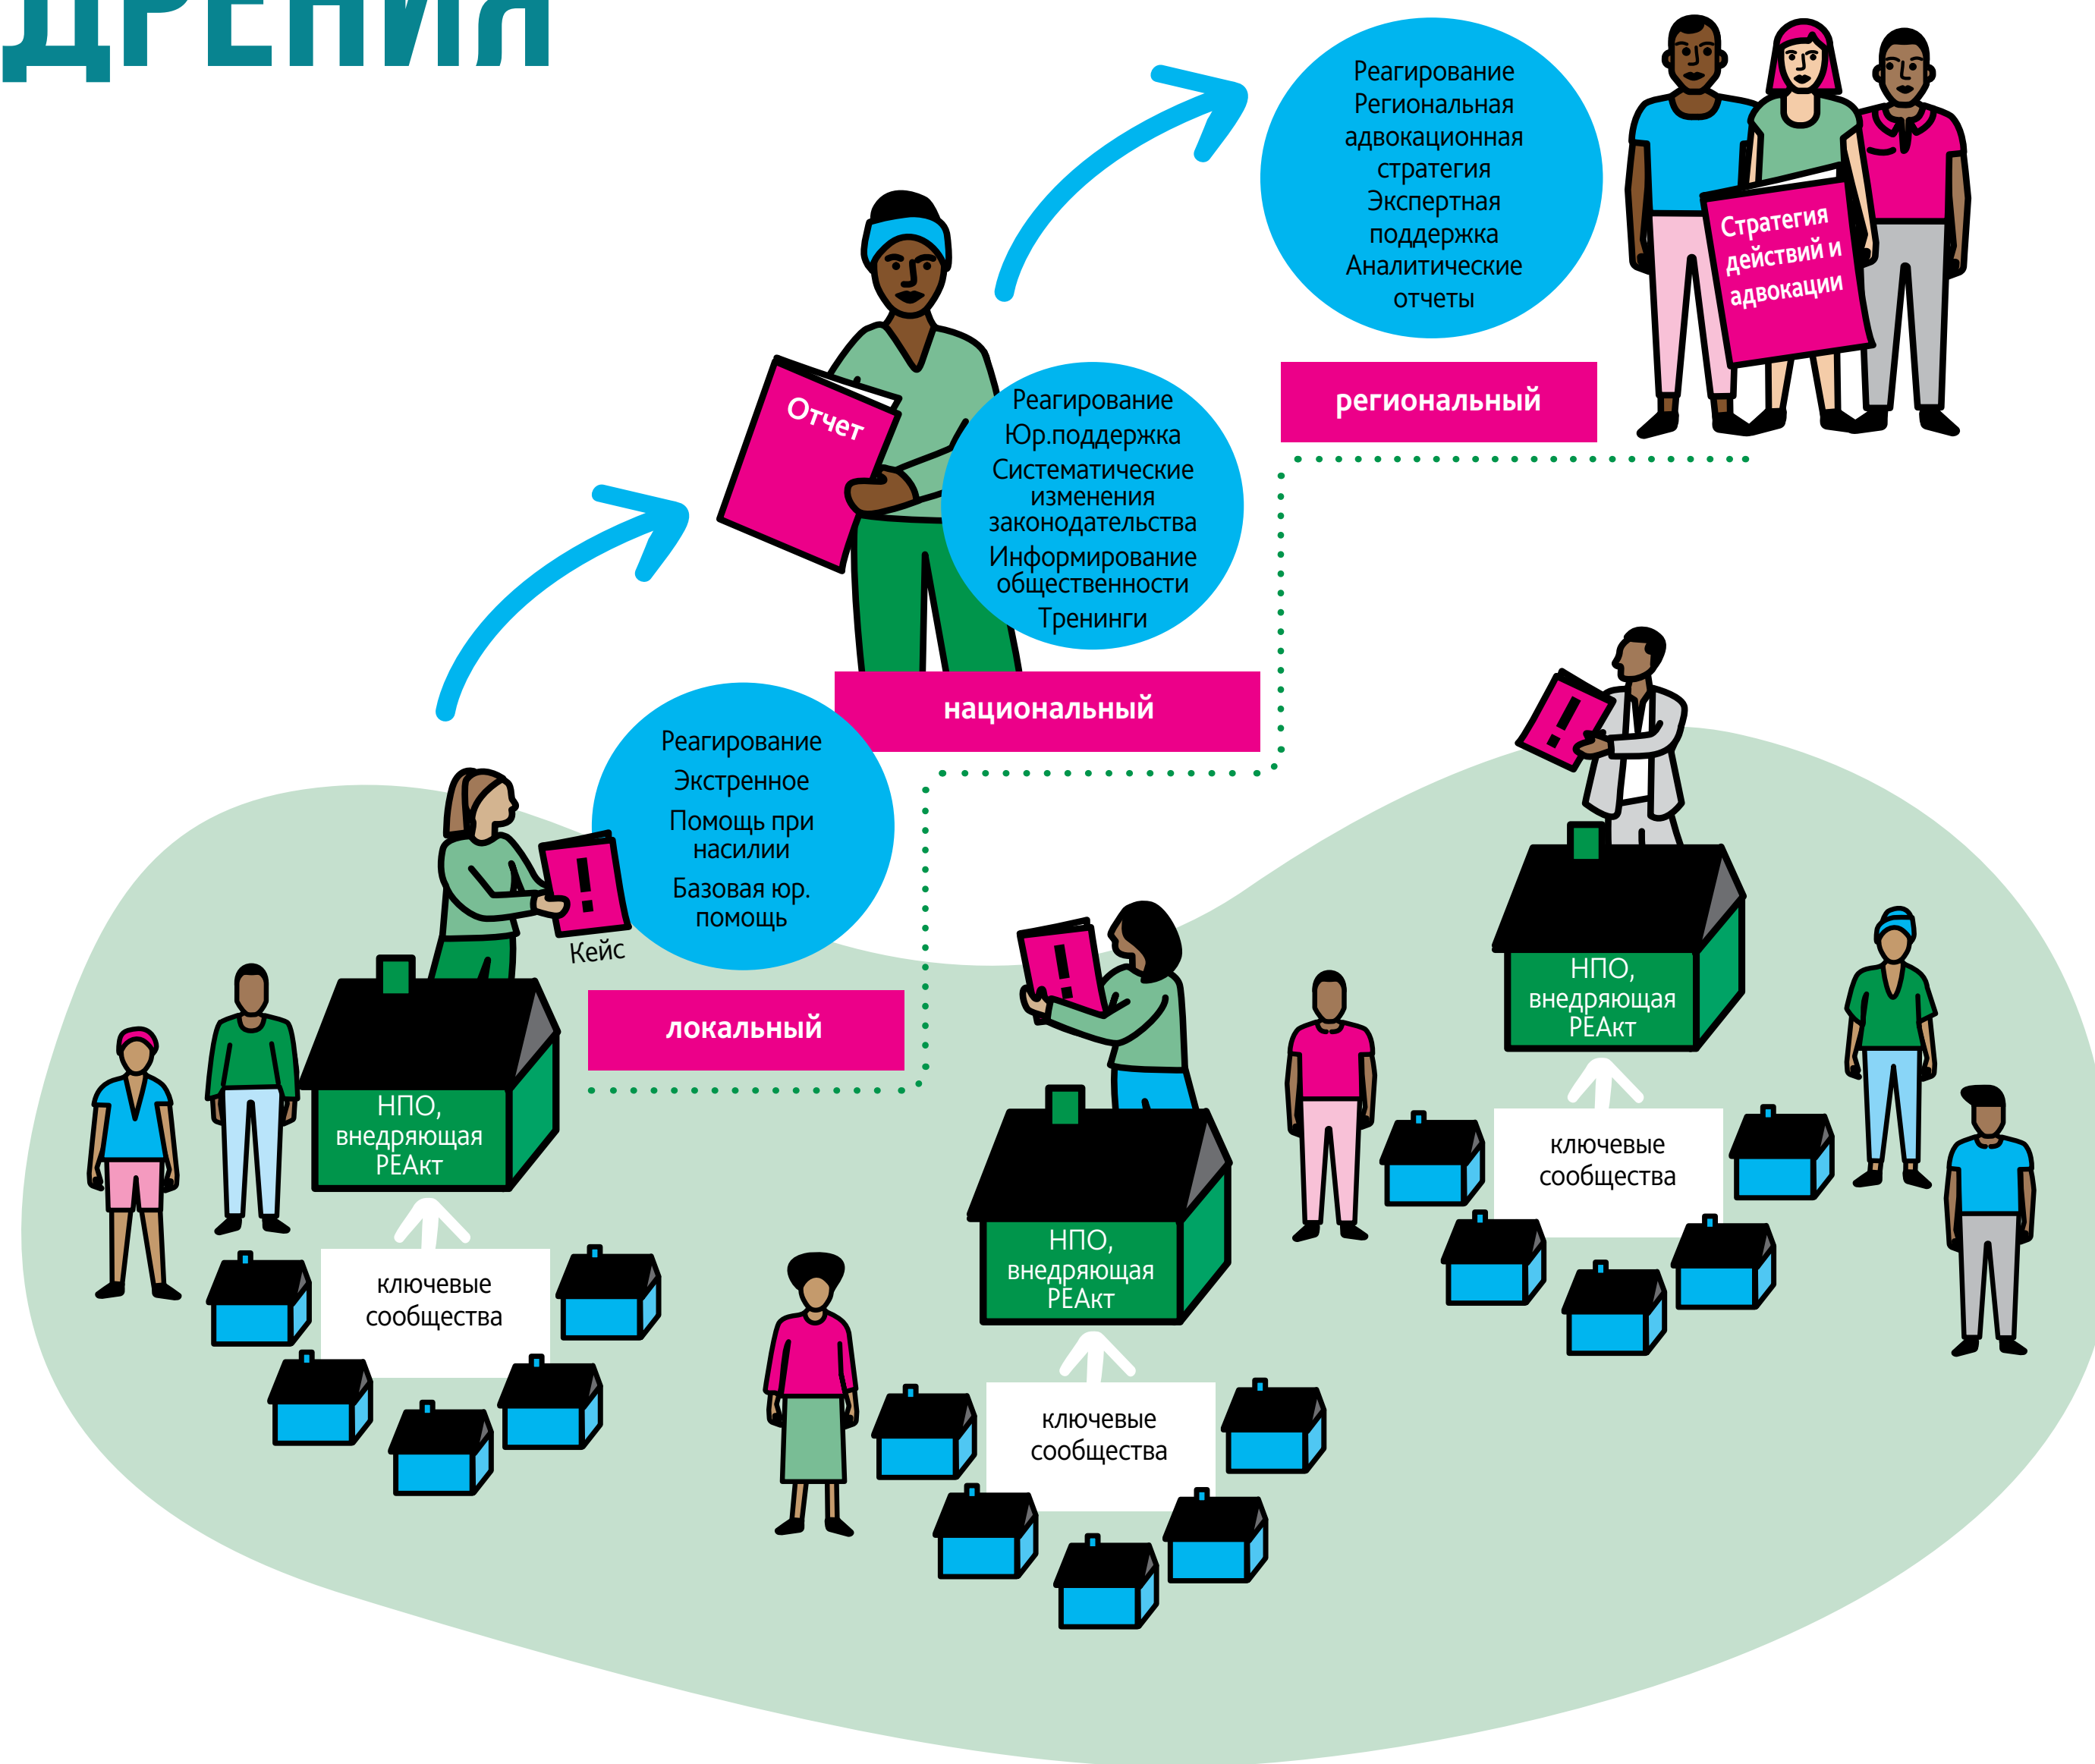 ДРЕНИЯ
Реагирование
Региональная
адвокационная
стратегия
Экспертная
поддержка
Аналитические
отчеты
Стратегия
действий и
адвокации
региональный
Отчет
Реагирование
Юр.поддержка
Систематические
изменения
законодательства
Информирование
общественности
Тренинги
национальный
Реагирование
Экстренное
Помощь при
насилии
Базовая юр.
помощь
!
Кейс
локальный
!
!
НПО,
внедряющая
РЕАкт
ключевые
сообщества
НПО,
внедряющая
РЕАкт
ключевые
сообщества
НПО,
внедряющая
РЕАкт
ключевые
сообщества